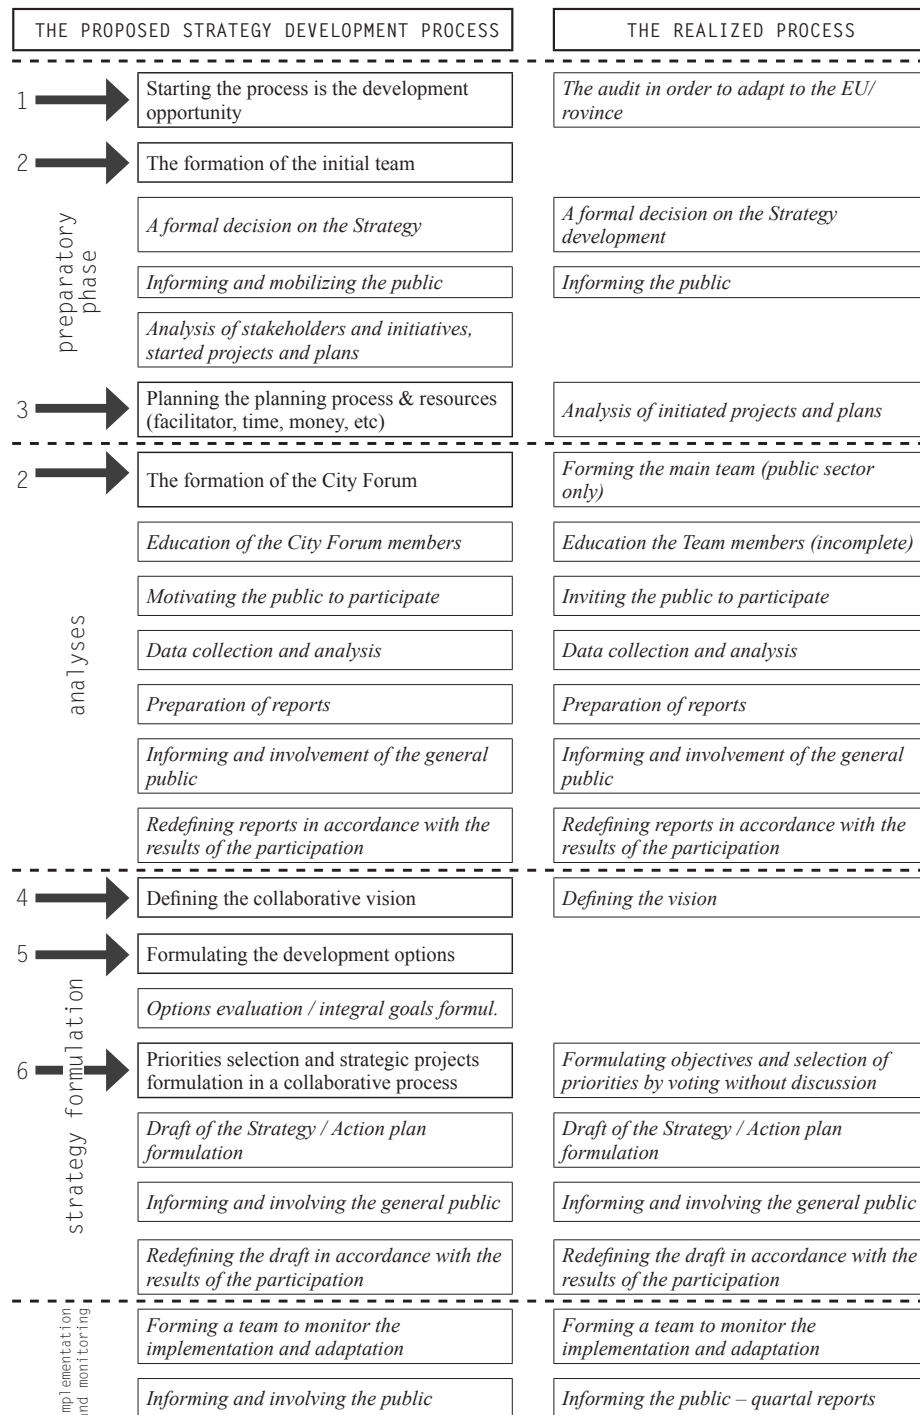 THE PROPOSED STRATEGY DEVELOPMENT PROCESS
THE REALIZED PROCESS
1
Starting the process is the development
opportunity
The audit in order to adapt to the EU/
rovince
2
The formation of the initial team
preparatory
phase
A formal decision on the Strategy
A formal decision on the Strategy
development
Informing and mobilizing the public
Informing the public
Analysis of stakeholders and initiatives,
started projects and plans
3
Planning the planning process & resources
(facilitator, time, money, etc)
Analysis of initiated projects and plans
2
The formation of the City Forum
Forming the main team (public sector
only)
analyses
Education of the City Forum members
Education the Team members (incomplete)
Motivating the public to participate
Inviting the public to participate
Data collection and analysis
Data collection and analysis
Preparation of reports
Preparation of reports
Informing and involvement of the general
public
Informing and involvement of the general
public
Redefining reports in accordance with the
results of the participation
Redefining reports in accordance with the
results of the participation
4
Defining the collaborative vision
Defining the vision
5
Formulating the development options
strategy formulation
Options evaluation / integral goals formul.
6
Priorities selection and strategic projects
formulation in a collaborative process
Formulating objectives and selection of
priorities by voting without discussion
Draft of the Strategy / Action plan
formulation
Draft of the Strategy / Action plan
formulation
Informing and involving the general public
Informing and involving the general public
Redefining the draft in accordance with the
results of the participation
Redefining the draft in accordance with the
results of the participation
mplementation
nd monitoring
Forming a team to monitor the
implementation and adaptation
Forming a team to monitor the
implementation and adaptation
Informing and involving the public
Informing the public – quartal reports